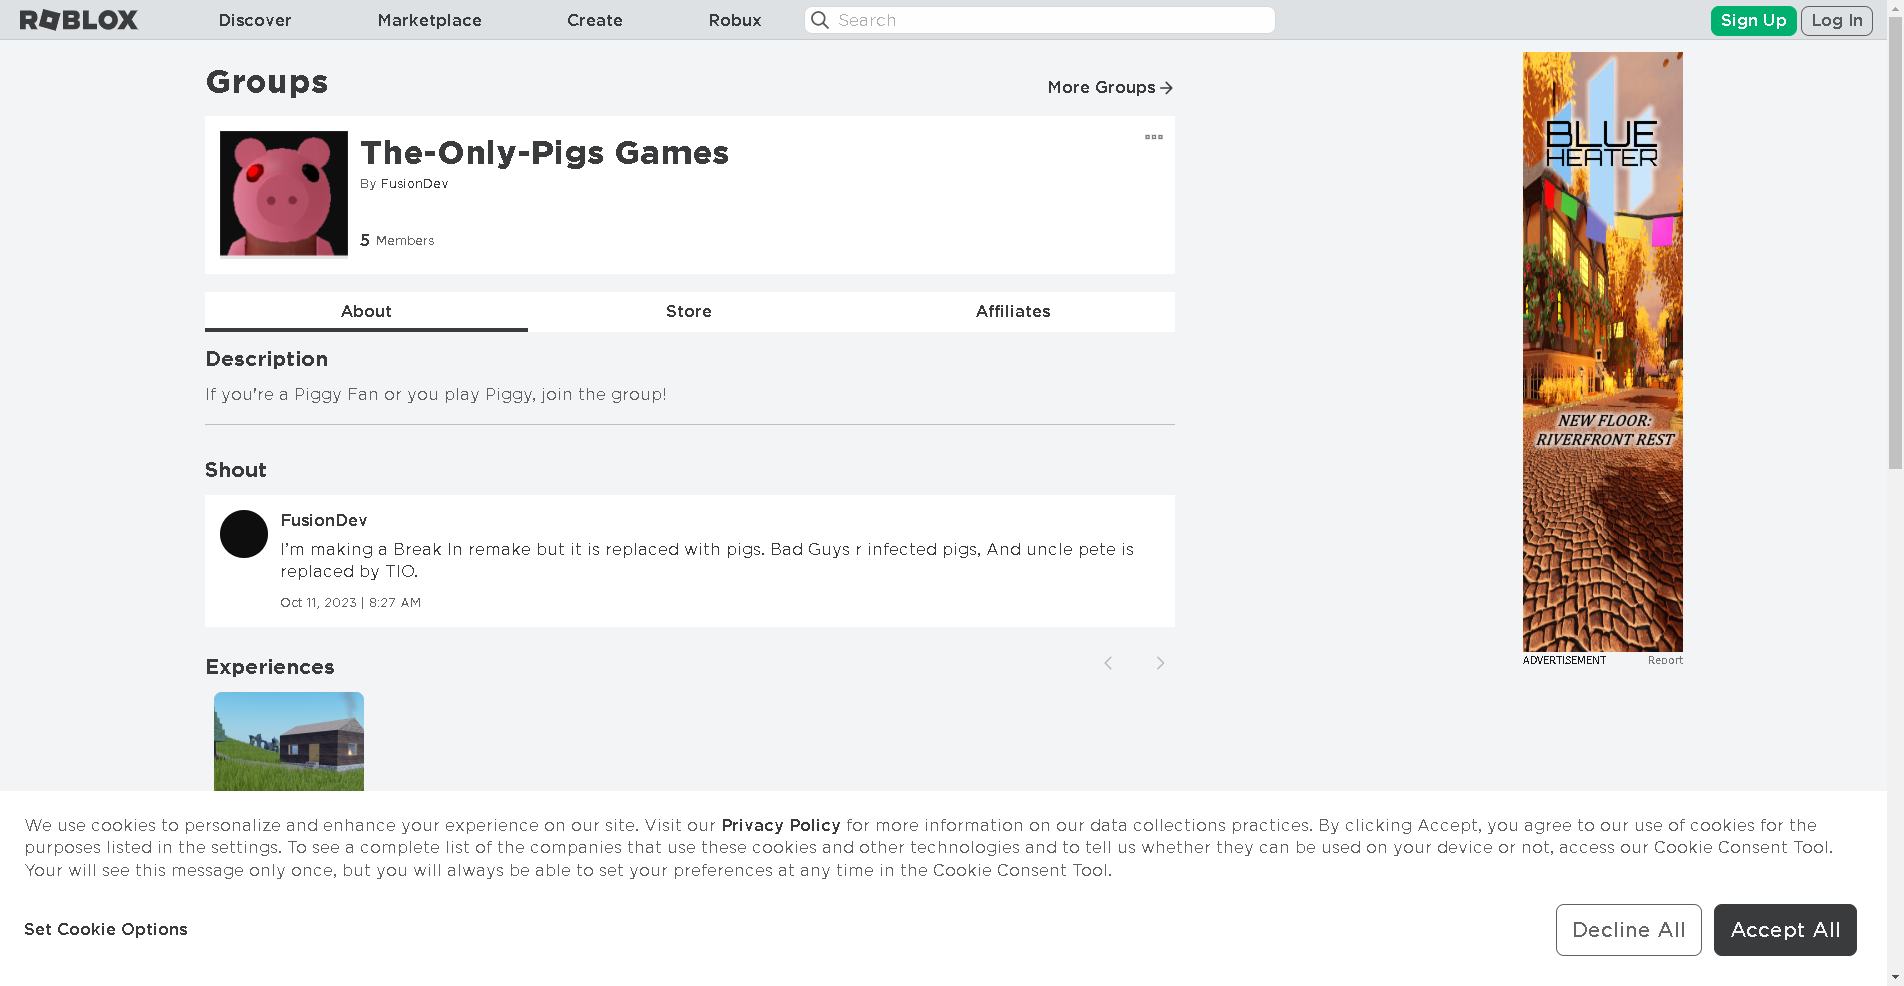 ROBLOX
Discover
Marketplace
Create
Robux
Search
Sign Up
Log In
Groups
More Groups
The-Only-Pigs Games
By FusionDev
5 Members
About
Store
Affiliates
Description
If you're a Piggy Fan or you play Piggy, join the group!
Shout
FusionDev
I'm making a Break In remake but it is replaced with pigs. Bad Guys r infected pigs, And uncle pete is
replaced by TIO.
Oct 11, 2023 | 8:27 AM
Experiences
BLUE
HEATER
NEW FLOOR:
RIVERFRONT REST
ADVERTISEMENT
Report
We use cookies to personalize and enhance your experience on our site. Visit our Privacy Policy for more information on our data collections practices. By clicking Accept, you agree to our use of cookies for the
purposes listed in the settings. To see a complete list of the companies that use these cookies and other technologies and to tell us whether they can be used on your device or not, access our Cookie Consent Tool.
Your will see this message only once, but you will always be able to set your preferences at any time in the Cookie Consent Tool.
Set Cookie Options
Decline All
Accept All